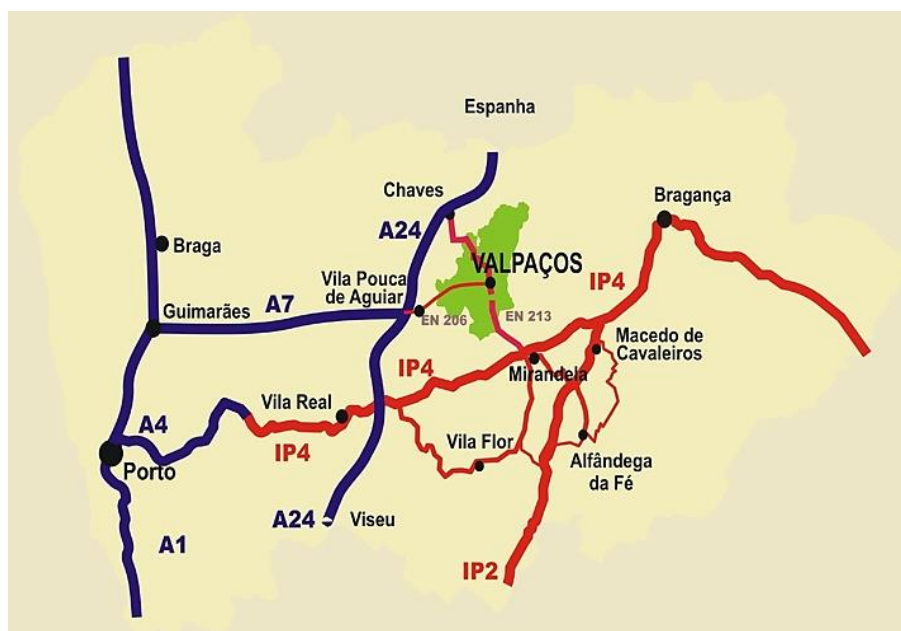 Espanha
Chaves
Bragança
A24
Braga
VALPAÇOS
Vila Pouca
de Aguiar
IP4
Guimarães
A7
EN 206
EN 213
Macedo de
Cavaleiros
IP4
Mirandela
Vila Real
A4
IP4
Vila Flor
Alfândega
da Fé
Porto
A24
Viseu
A1
IP2